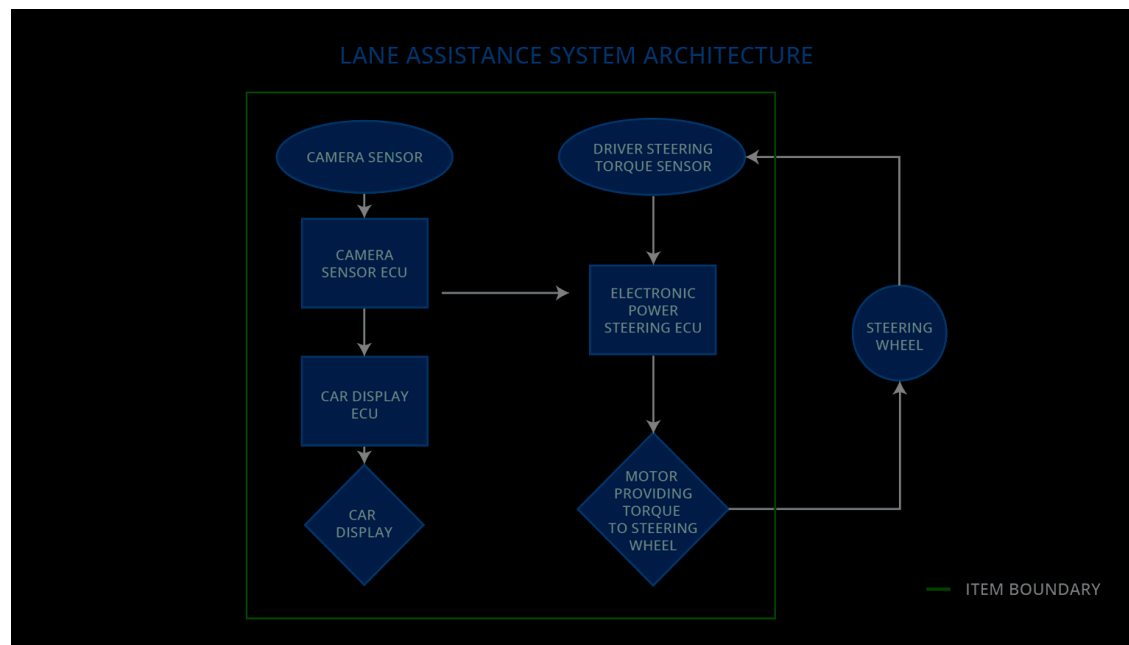 LANE ASSISTANCE SYSTEM ARCHITECTURE
CAMERA SENSOR
DRIVER STEERING
TORQUE SENSOR
CAMERA
SENSOR ECU
ELECTRONIC
POWER
STEERING ECU
STEERING
WHEEL
CAR DISPLAY
ECU
CAR
DISPLAY
MOTOR
PROVIDING
TORQUE
TO STEERING
WHEEL
ITEM BOUNDARY